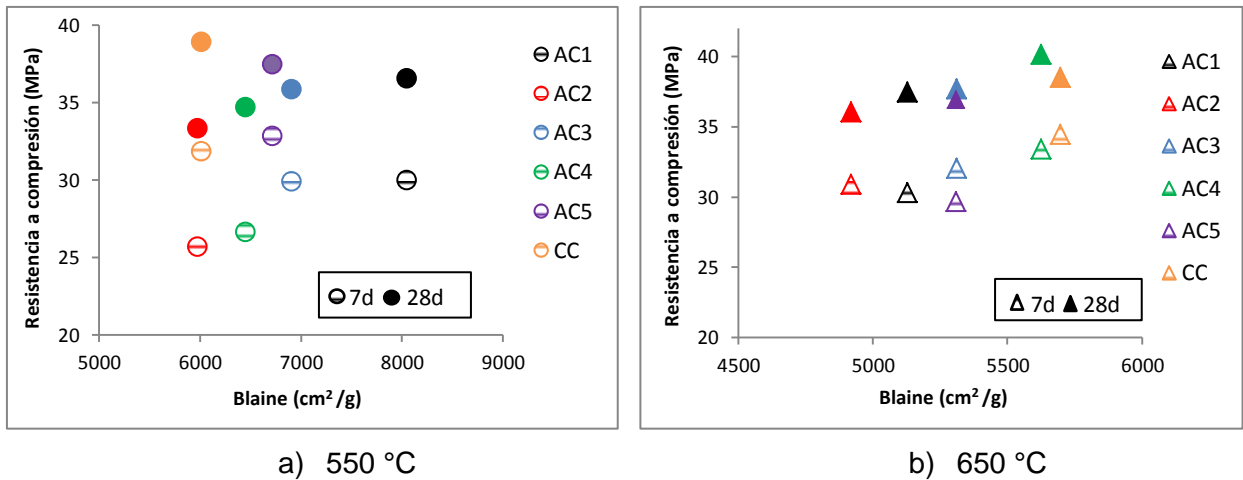 Resistencia a compresión (MPa)
40
35
30
25
20
5000 6000 7000 8000 9000
Blaine (cm² /g)
AC1
AC2
AC3
AC4
AC5
CC
7d 28d
a) 550 °C
Resistencia a compresión (MPa)
40
35
30
25
20
4500 5000 5500 6000
Blaine (cm² /g)
AC1
AC2
AC3
AC4
AC5
CC
7d 28d
b) 650 °C